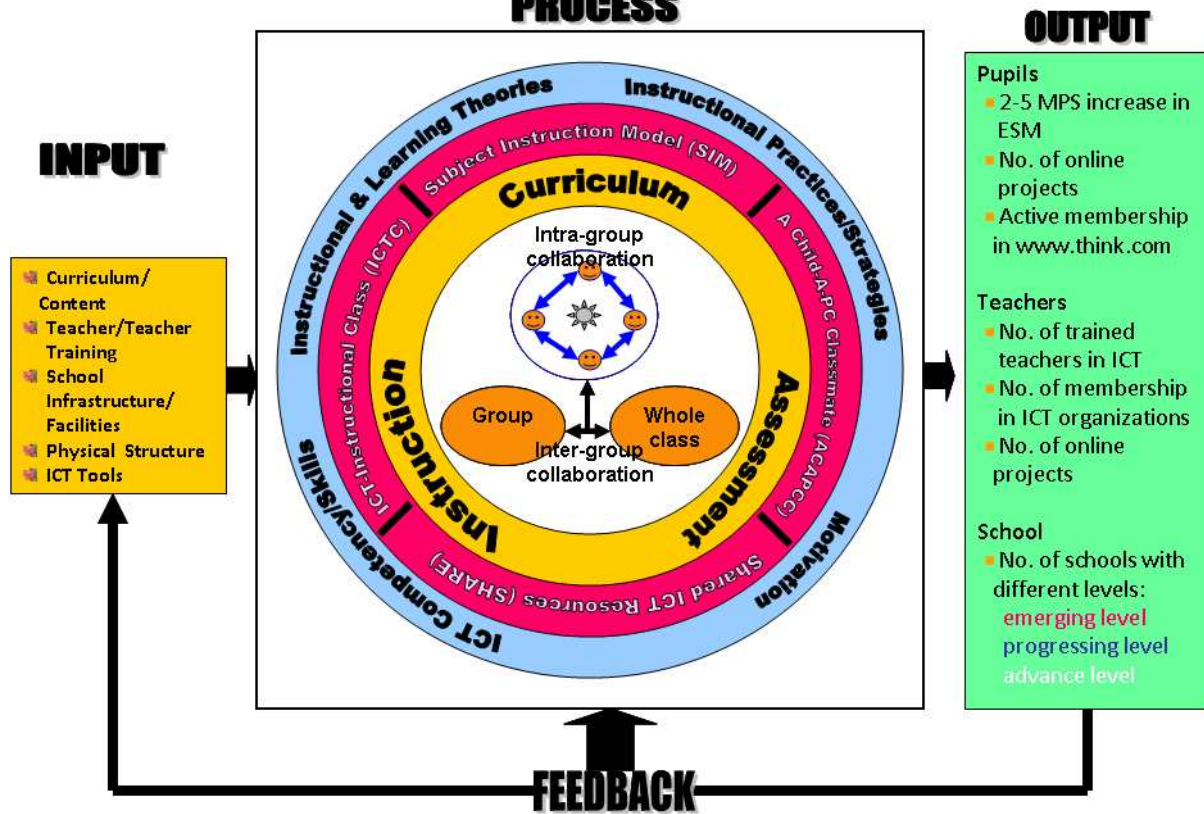 PROCESS
INPUT
Curriculum/
Content
Teacher/Teacher
Training
School
Infrastructure/
Facilities
Physical Structure
ICT Tools
Instructional & Learning Theories
Instructional Practices/Strategies
Motivation
ICT Competency/Skills
Subject Instruction Model (SIM)
A Child-A-PC Classmate (ACAPCC)
Shared ICT Resources (SHARE)
ICT-Instructional Class (ICTC)
Curriculum
Assessment
Instruction
Intra-group
collaboration
Group
Whole
class
Inter-group
collaboration
OUTPUT
Pupils
2-5 MPS increase in
ESM
No. of online
projects
Active membership
in www.think.com
Teachers
No. of trained
teachers in ICT
No. of membership
in ICT organizations
No. of online
projects
School
No. of schools with
different levels:
emerging level
progressing level
advance level
FEEDBACK